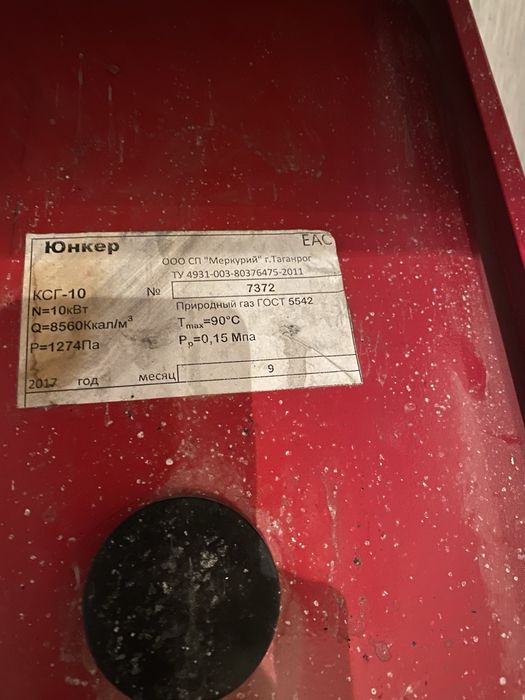 Юнкер
EAC
ООО СП "Меркурий" г.Таганрог
ТУ 4931-003-80376475-2011
КСГ-10 № 7372
N=10кВт Природный газ ГОСТ 5542
Q=8560Ккал/м³ Tmax=90°C
P=1274Па Pр=0,15 Мпа
2017 год месяц 9